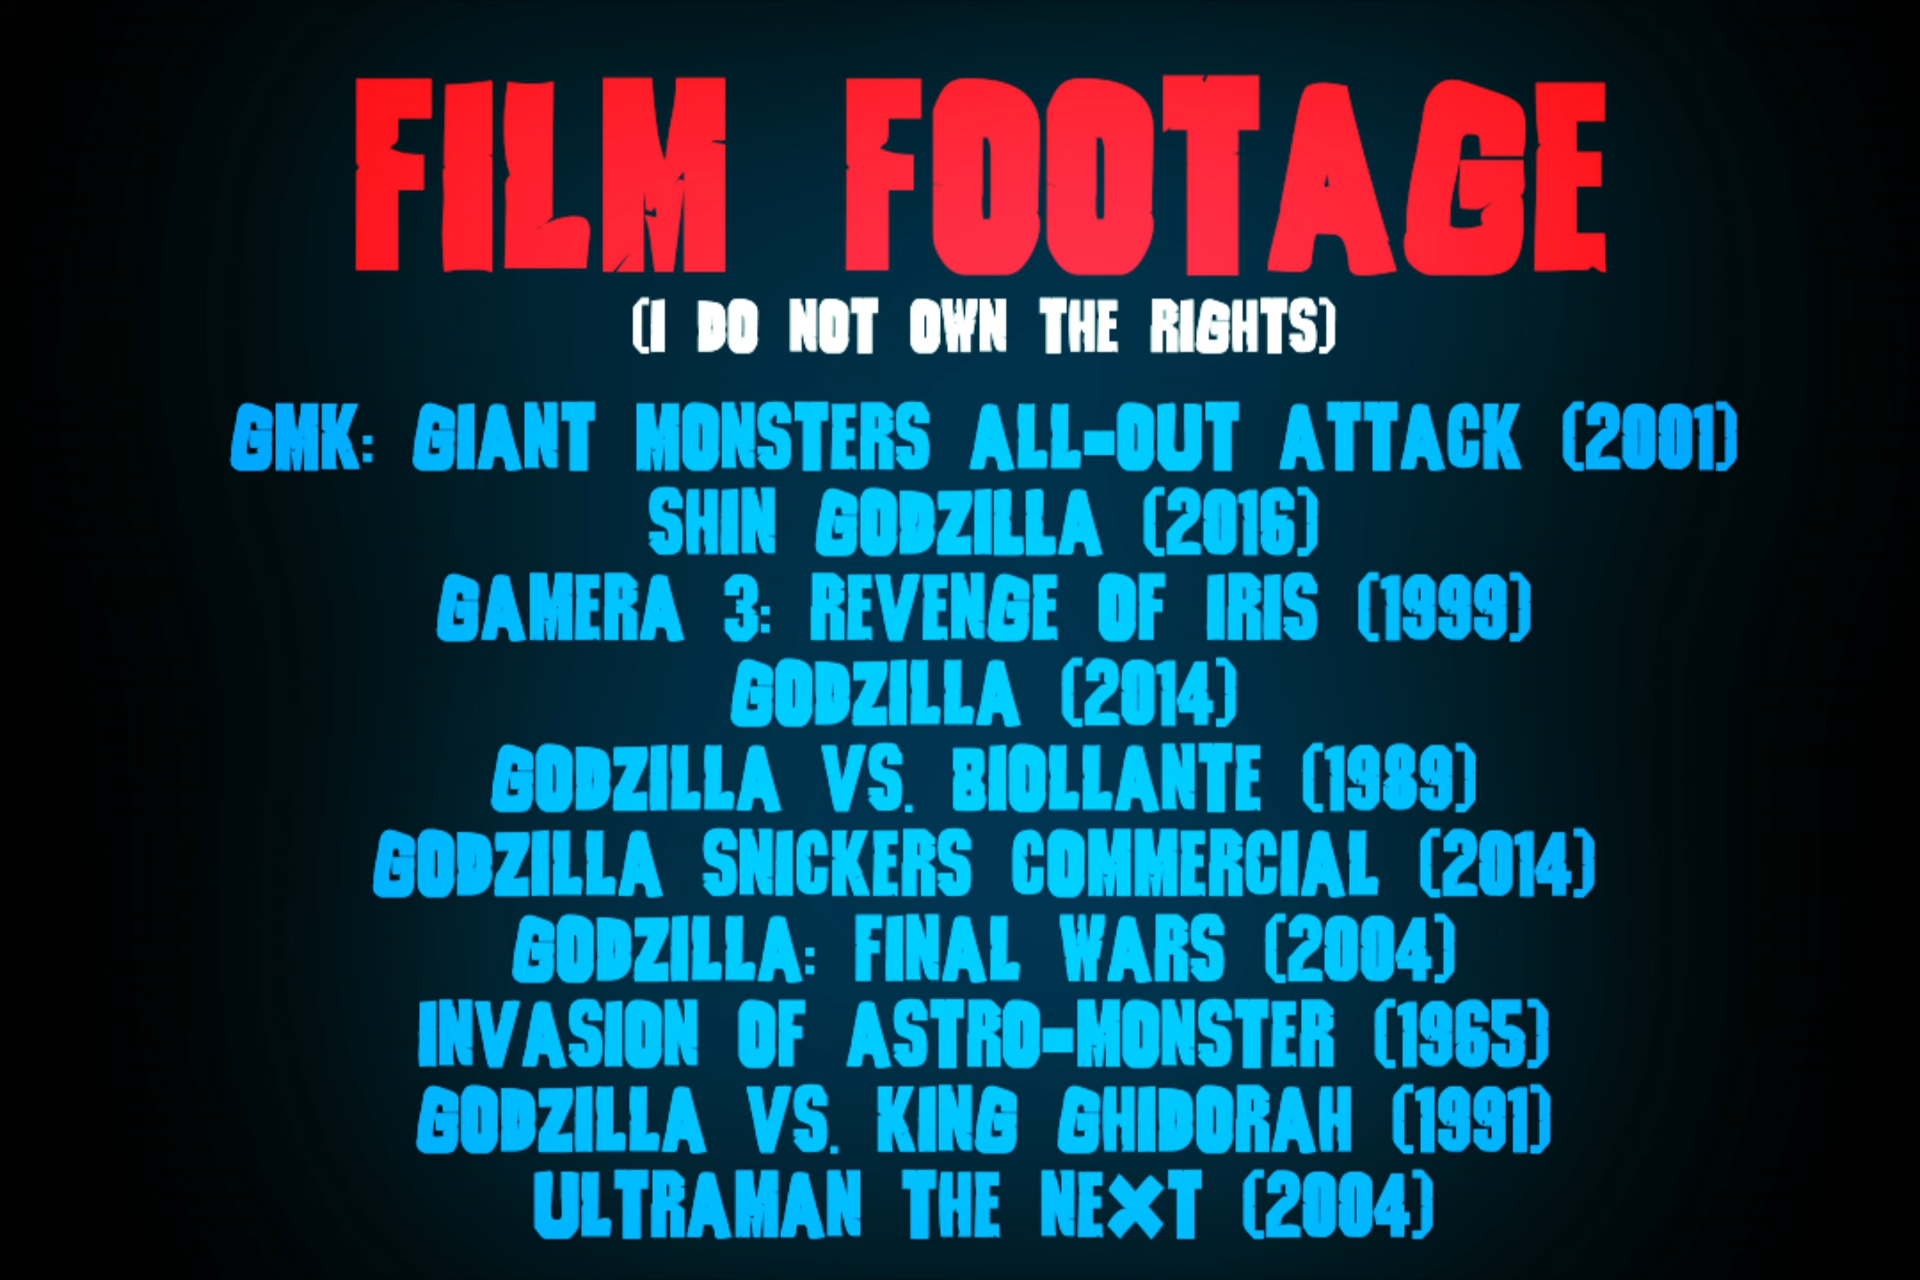 FILM FOOTAGE
(I DO NOT OWN THE RIGHTS)
GMK: GIANT MONSTERS ALL-OUT ATTACK (2001)
SHIN GODZILLA (2016)
GAMERA 3: REVENGE OF IRIS (1999)
GODZILLA (2014)
GODZILLA VS. BIOLLANTE (1989)
GODZILLA SNICKERS COMMERCIAL (2014)
GODZILLA: FINAL WARS (2004)
INVASION OF ASTRO-MONSTER (1965)
GODZILLA VS. KING GHIDORAH (1991)
ULTRAMAN THE NEXT (2004)